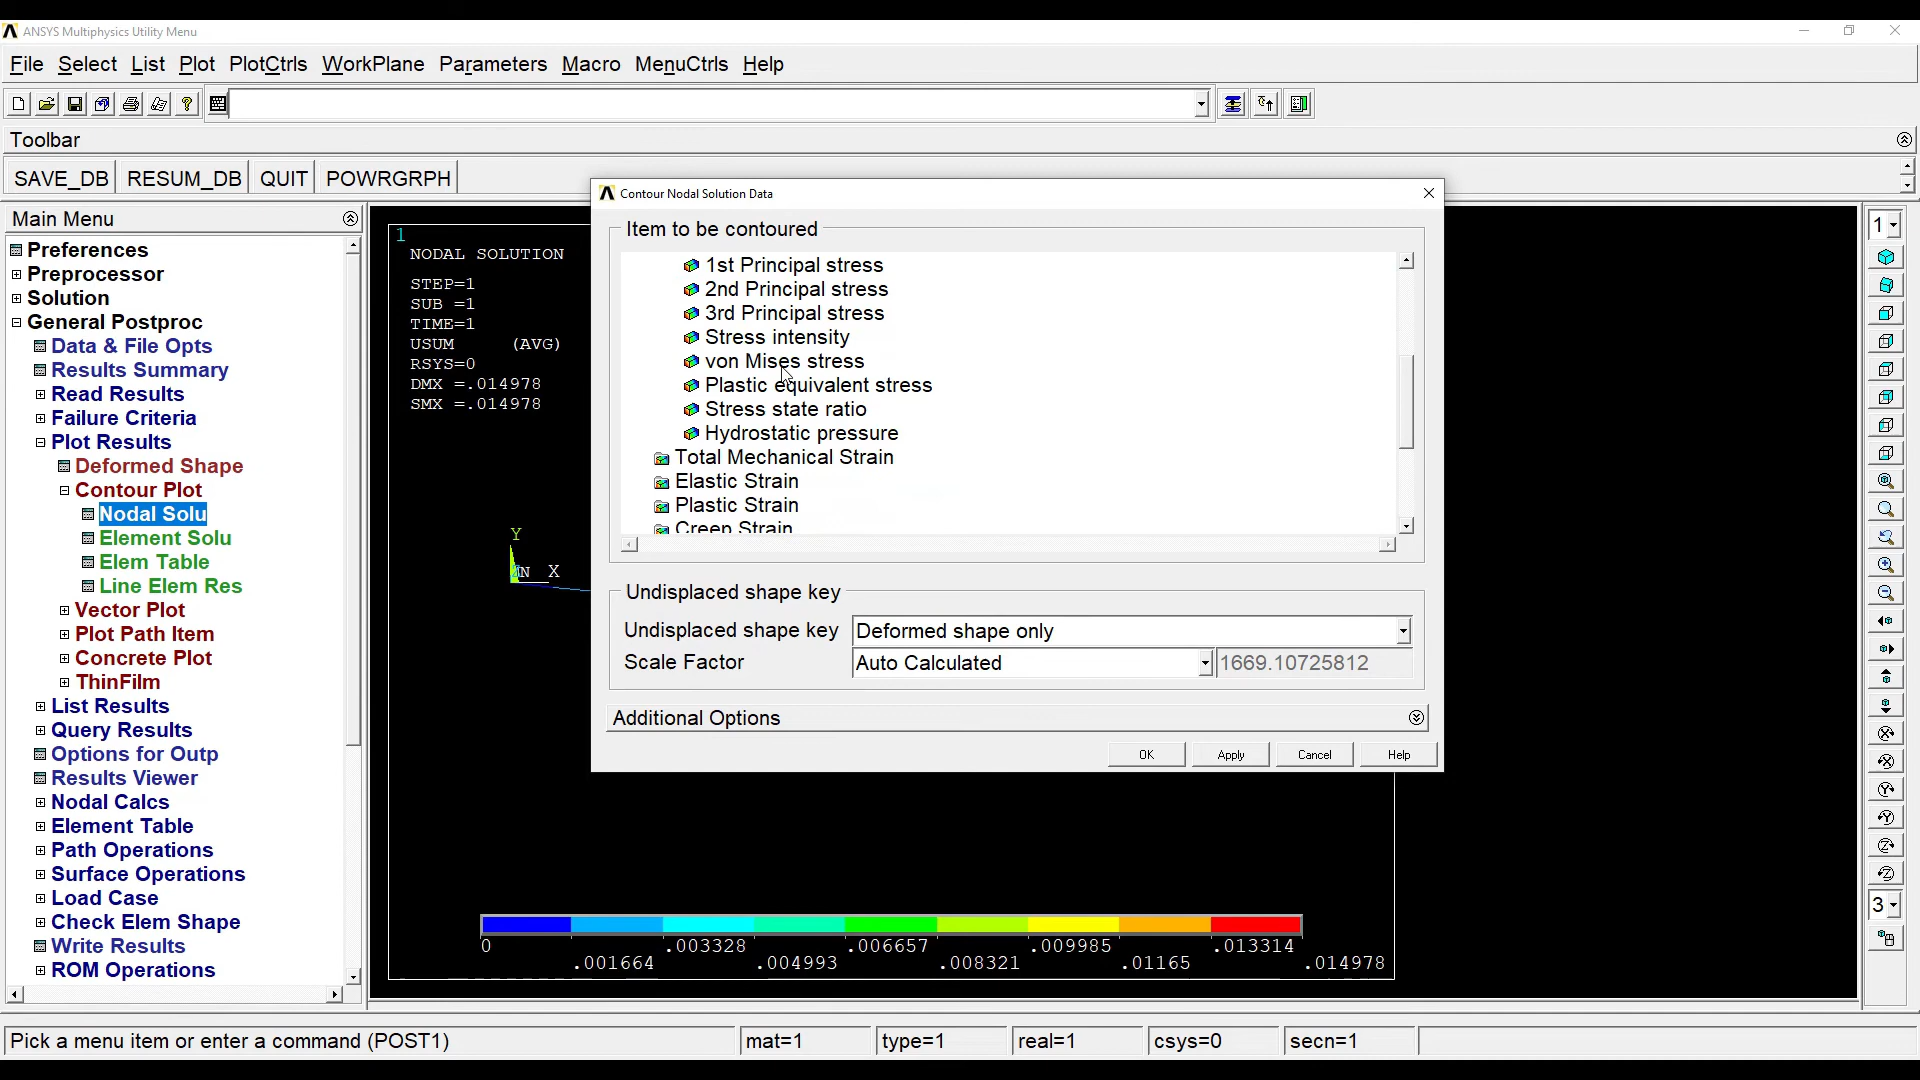 ANSYS Multiphysics Utility Menu
File Select List Plot PlotCtrls WorkPlane Parameters Macro MenuCtrls Help
Toolbar
SAVE_DB RESUM_DB QUIT POWRGRPH
Main Menu
Preferences
Preprocessor
Solution
General Postproc
Data & File Opts
Results Summary
Read Results
Failure Criteria
Plot Results
Deformed Shape
Contour Plot
Nodal Solu
Element Solu
Elem Table
Line Elem Res
Vector Plot
Plot Path Item
Concrete Plot
ThinFilm
List Results
Query Results
Options for Outp
Results Viewer
Nodal Calcs
Element Table
Path Operations
Surface Operations
Load Case
Check Elem Shape
Write Results
ROM Operations
1
NODAL SOLUTION
STEP=1
SUB =1
TIME=1
USUM (AVG)
RSYS=0
DMX =.014978
SMX =.014978
Y
X
Contour Nodal Solution Data
Item to be contoured
1st Principal stress
2nd Principal stress
3rd Principal stress
Stress intensity
von Mises stress
Plastic equivalent stress
Stress state ratio
Hydrostatic pressure
Total Mechanical Strain
Elastic Strain
Plastic Strain
Creep Strain
Undisplaced shape key
Undisplaced shape key Deformed shape only
Scale Factor Auto Calculated 1669.10725812
Additional Options
OK Apply Cancel Help
0 .003328 .006657 .009985 .013314
.001664 .004993 .008321 .01165 .014978
1
3
Pick a menu item or enter a command (POST1) mat=1 type=1 real=1 csys=0 secn=1